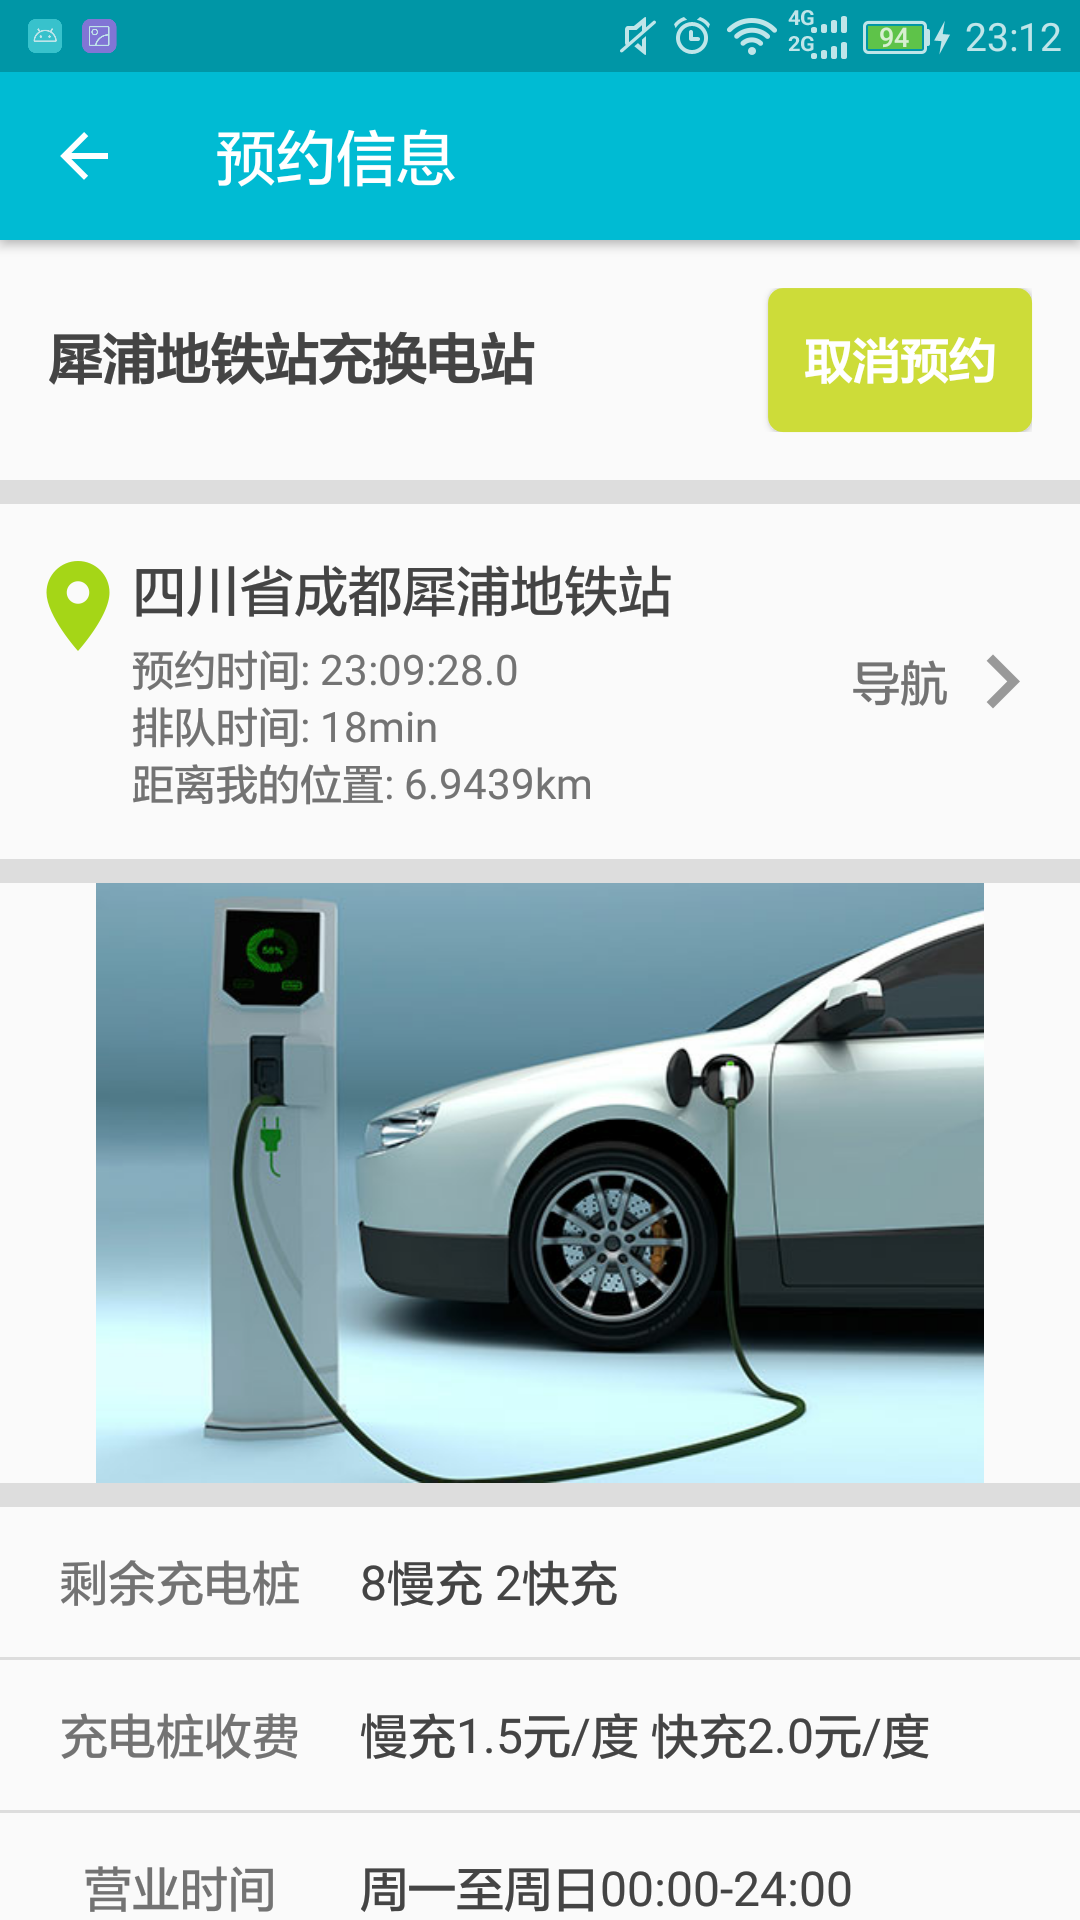 4G
2G
94
23:12
预约信息
犀浦地铁站充换电站
取消预约
四川省成都犀浦地铁站
预约时间: 23:09:28.0
排队时间: 18min
距离我的位置: 6.9439km
导航
58%
剩余充电桩 8慢充 2快充
充电桩收费 慢充1.5元/度 快充2.0元/度
营业时间 周一至周日00:00-24:00